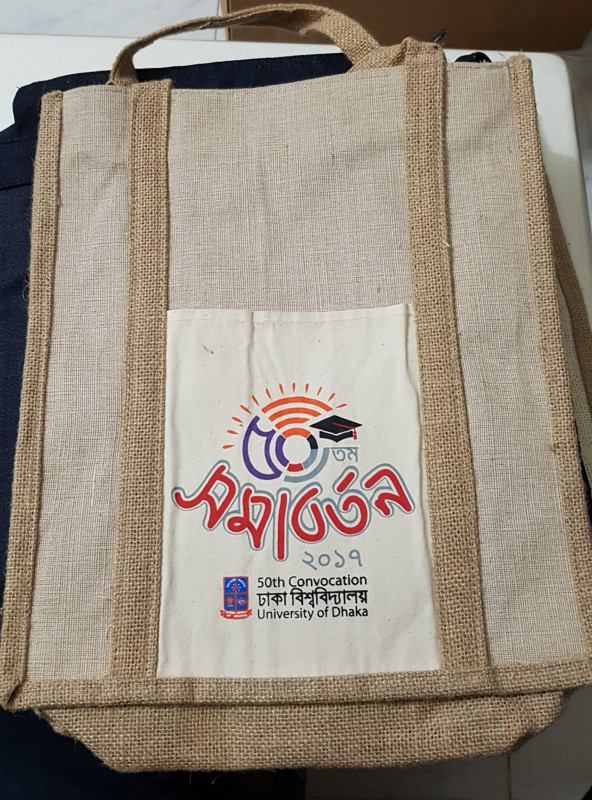 ৫০তম
সমাবর্তন
২০১৭
50th Convocation
ঢাকা বিশ্ববিদ্যালয়
University of Dhaka